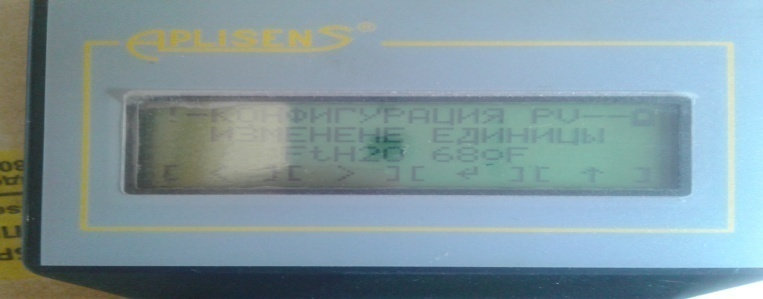 APLISENS®
!-КОНФИГУРАЦИЯ PV--
ИЗМЕНЕНЕ ЕДИНИЦЫ
FtH2O 68ºF
[ < ][ > ][ ↵ ][ ↑ ]